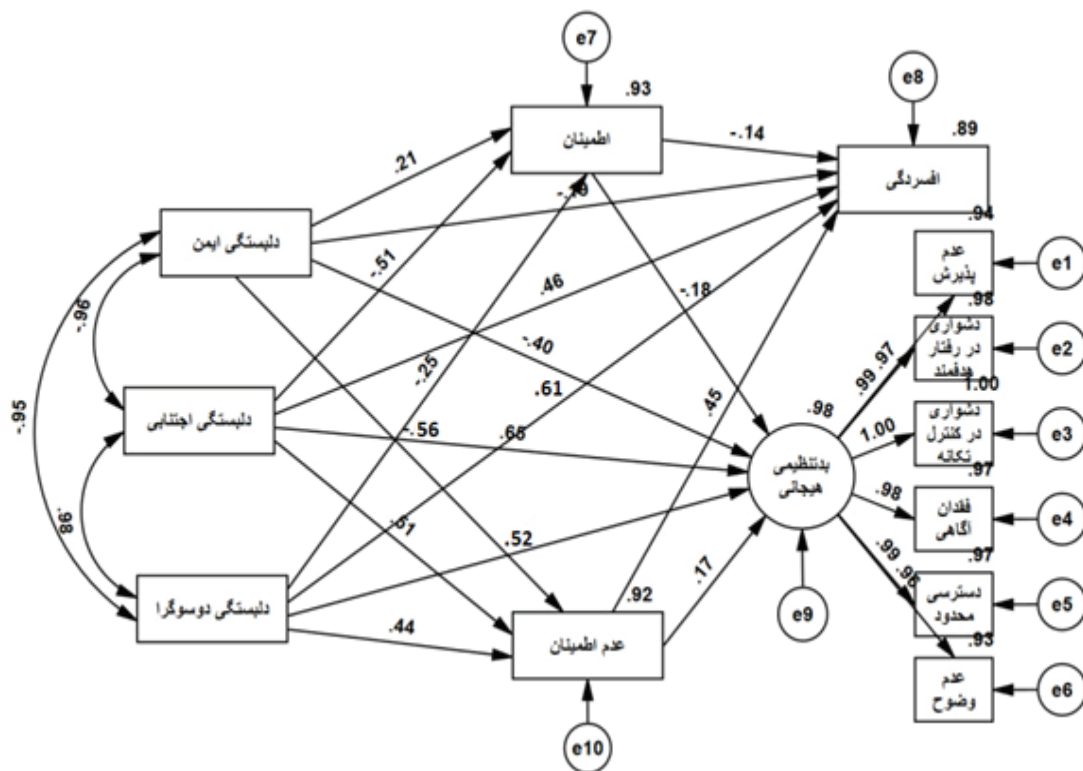 e7
.93
e8
.89
اطمینان
-.14
افسردگی
.21
-.19
.94
دلبستگی ایمن
عدم
پذیرش
e1
-.51
.98
-.96
.46
-.18
دشواری
در رفتار
هدفمند
e2
-.40
-.25
.99
.97
1.00
-.95
.61
.45
دلبستگی اجتنابی
.98
1.00
دشواری
در کنترل
تکانه
e3
-.56
.65
بدتنظیمی
هیجانی
.97
.98
فقدان
آگاهی
e4
.98
.51
.52
.99
.96
.97
.17
دلبستگی دوسوگرا
.92
e9
دسترسی
محدود
e5
.44
عدم اطمینان
.93
عدم
وضوح
e6
e10